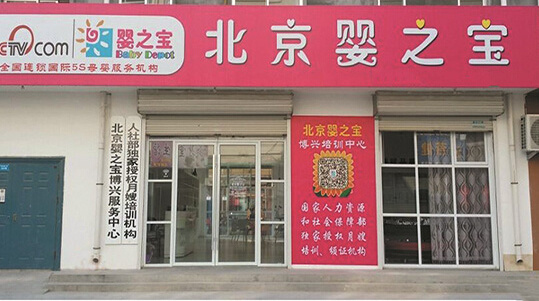 CTV com
婴之宝
Baby Depot
全国连锁国际5S母婴服务机构
北京婴之宝
人社部独家授权月嫂培训机构
北京婴之宝博兴服务中心
北京婴之宝
博兴培训中心
国家人力资源
和社会保障部
独家授权月嫂
培训、颁证机构